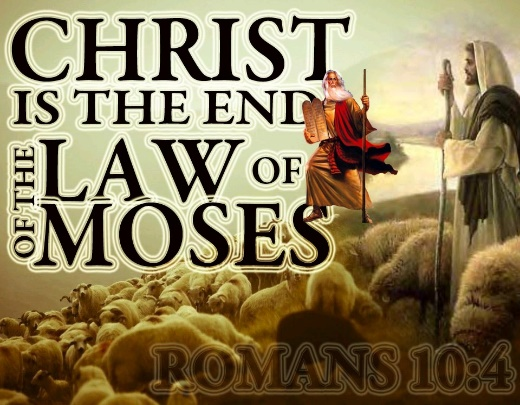 CHRIST
IS THE END
OF THE
LAW OF
MOSES
ROMANS 10:4